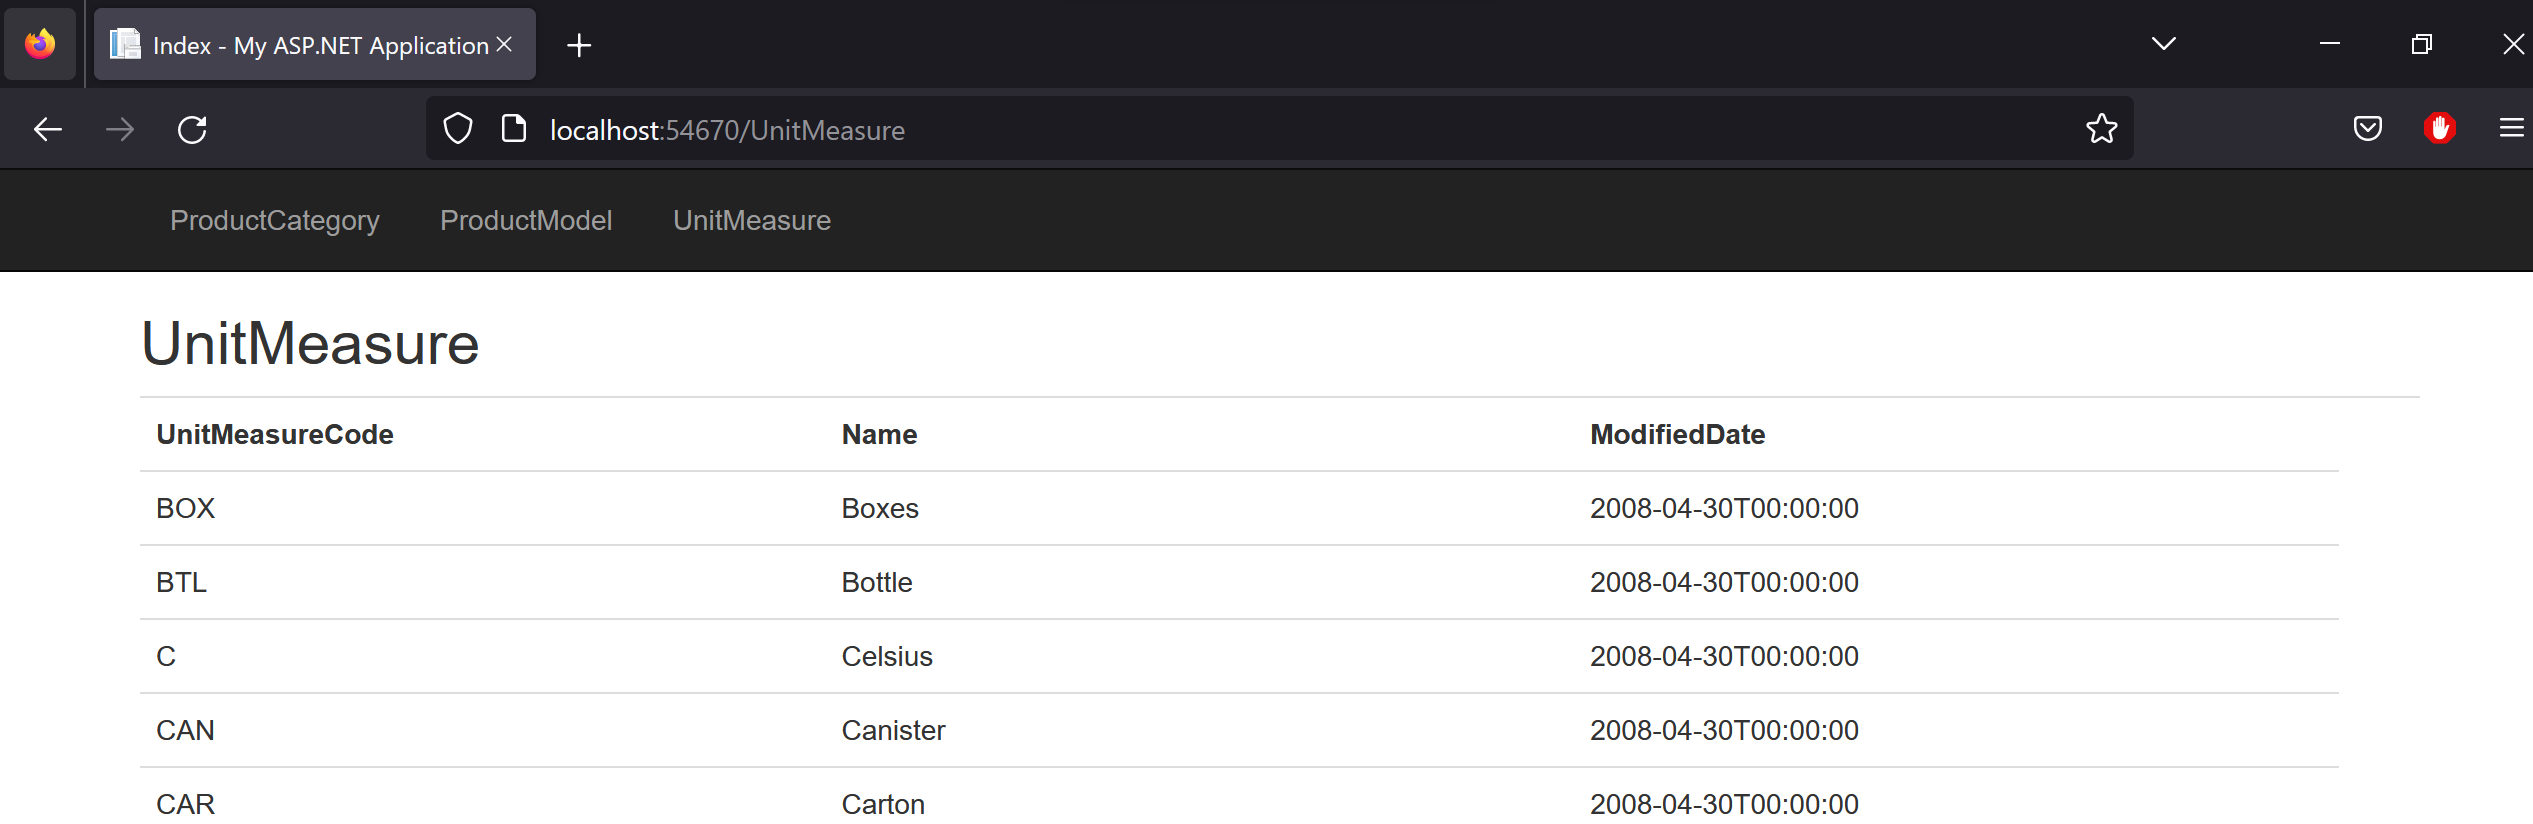 Index - My ASP.NET Application
localhost:54670/UnitMeasure
ProductCategory ProductModel UnitMeasure
UnitMeasure
UnitMeasureCode Name ModifiedDate
BOX Boxes 2008-04-30T00:00:00
BTL Bottle 2008-04-30T00:00:00
C Celsius 2008-04-30T00:00:00
CAN Canister 2008-04-30T00:00:00
CAR Carton 2008-04-30T00:00:00